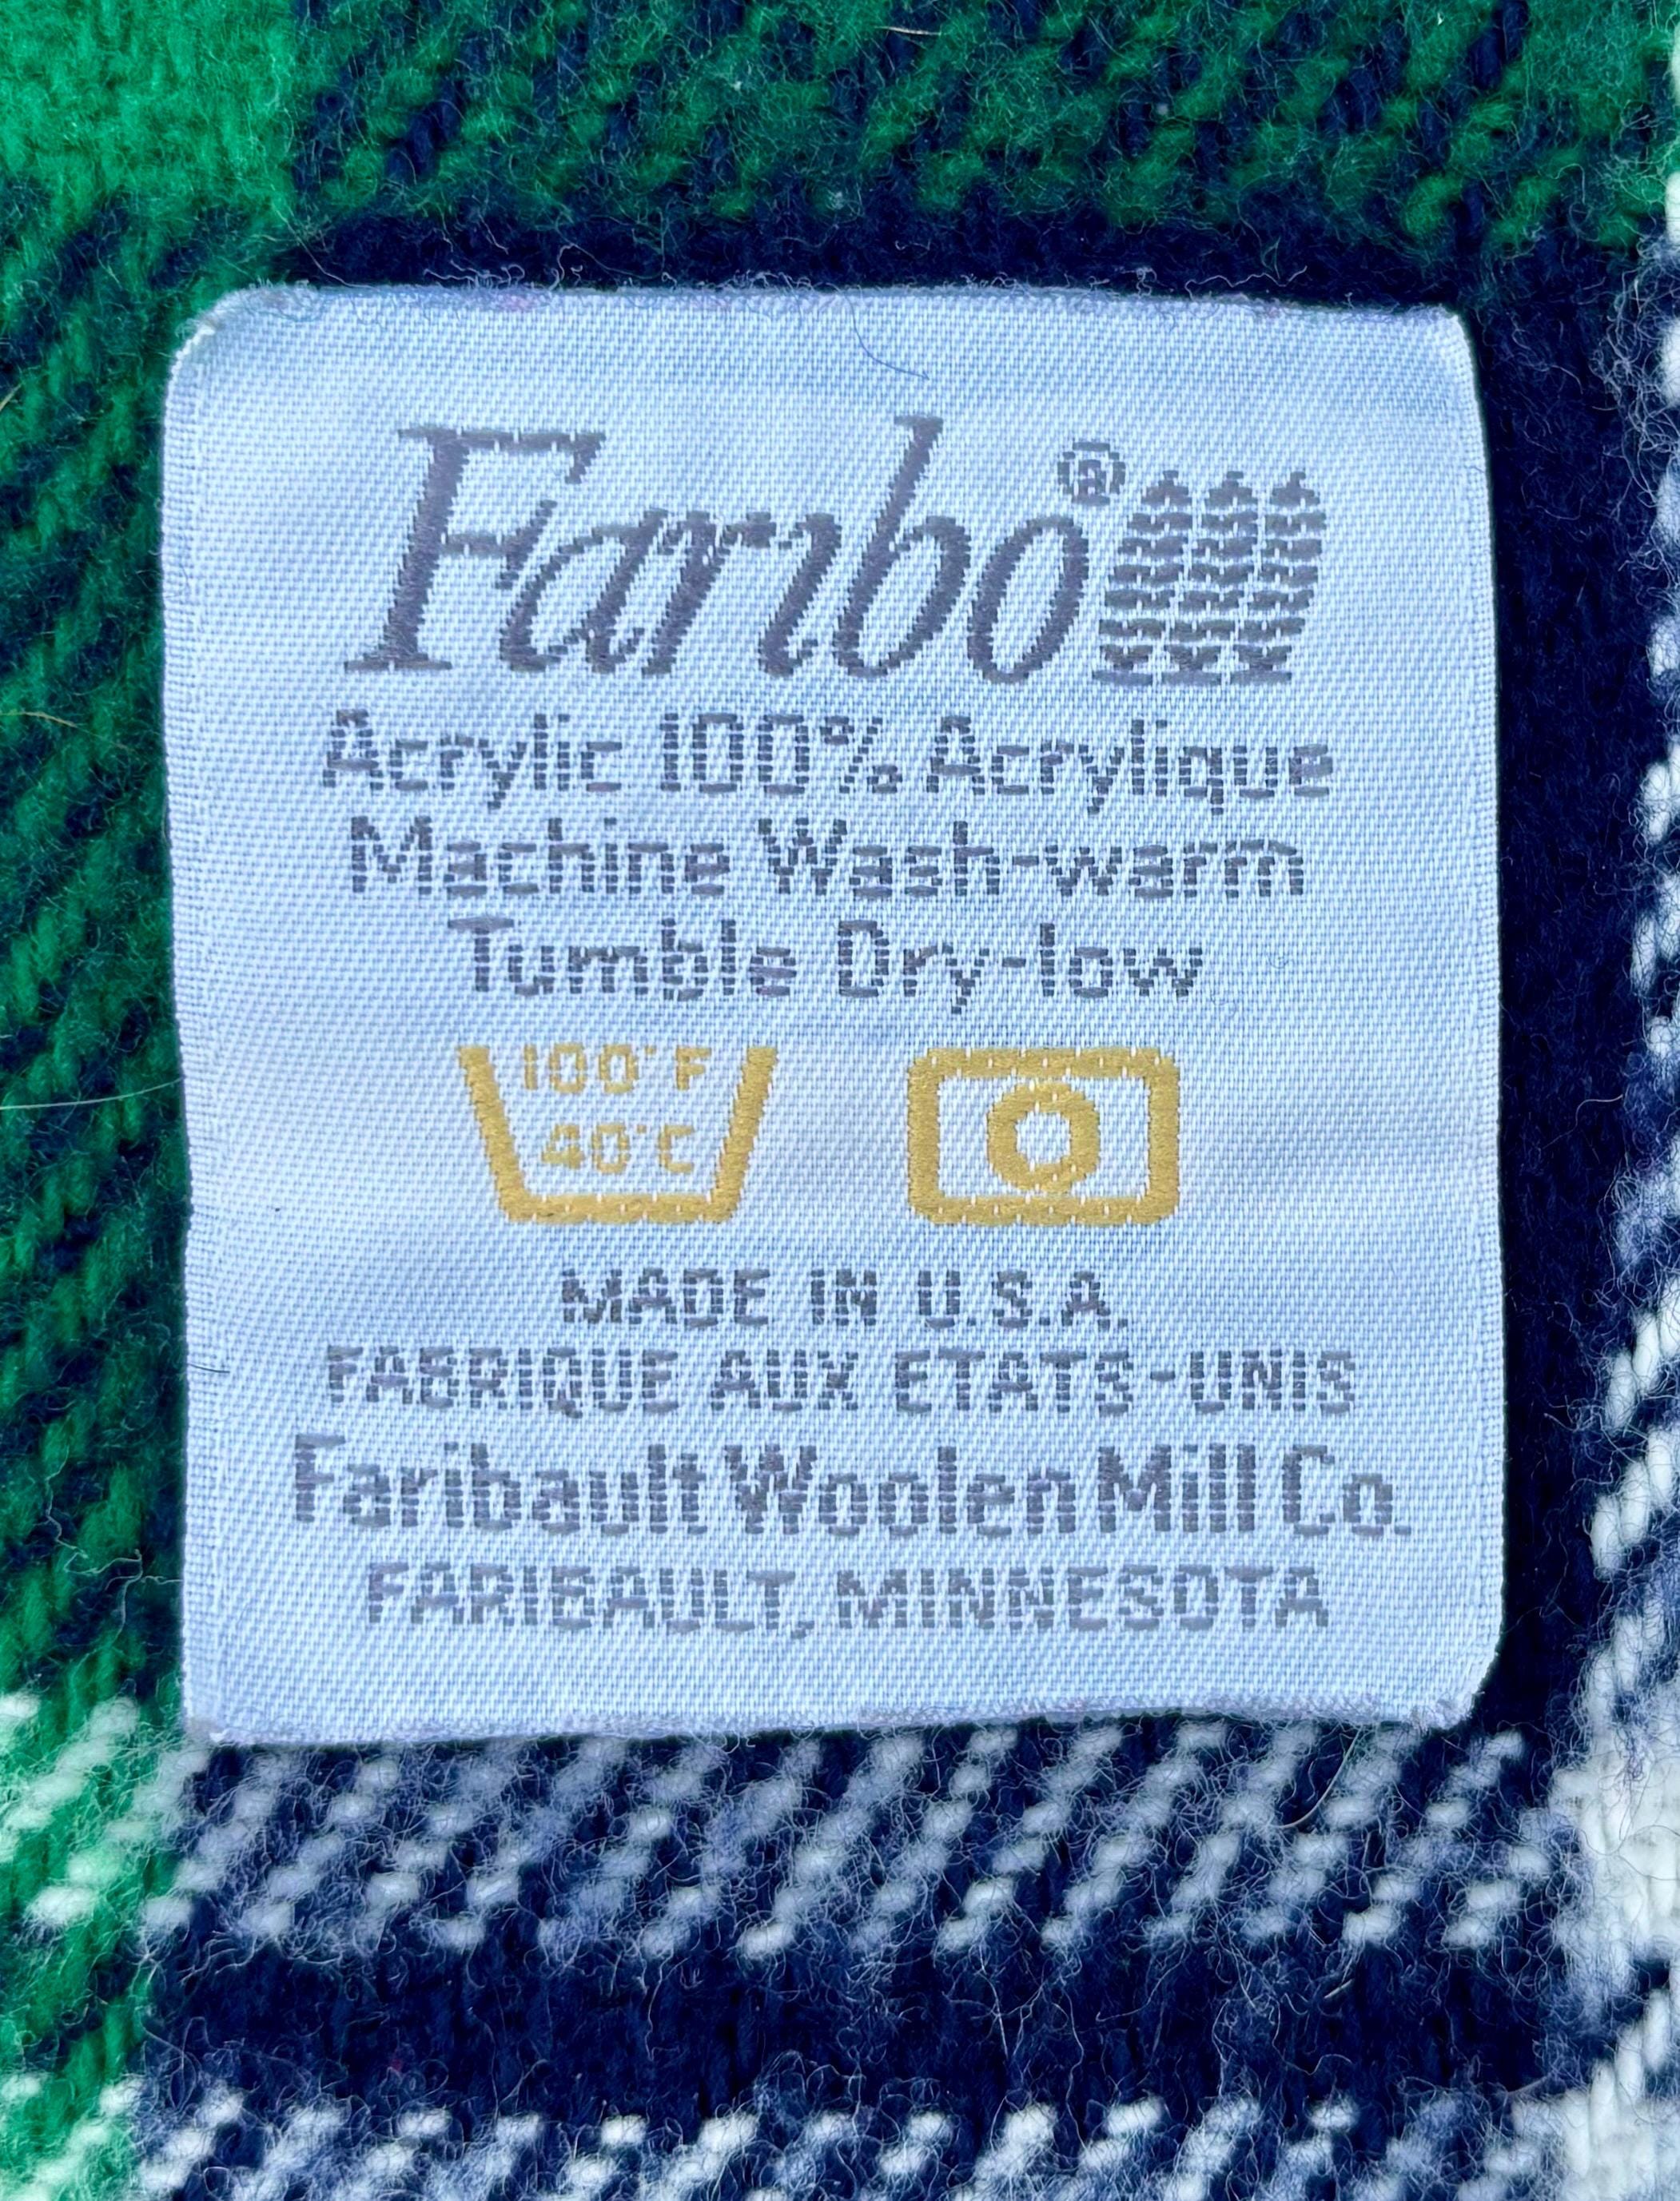 Faribo®
Acrylic 100% Acrylique
Machine Wash-warm
Tumble Dry-low
100°F
40°C
MADE IN U.S.A.
FABRIQUE AUX ETATS-UNIS
Faribault Woolen Mill Co.
FARIBAULT, MINNESOTA